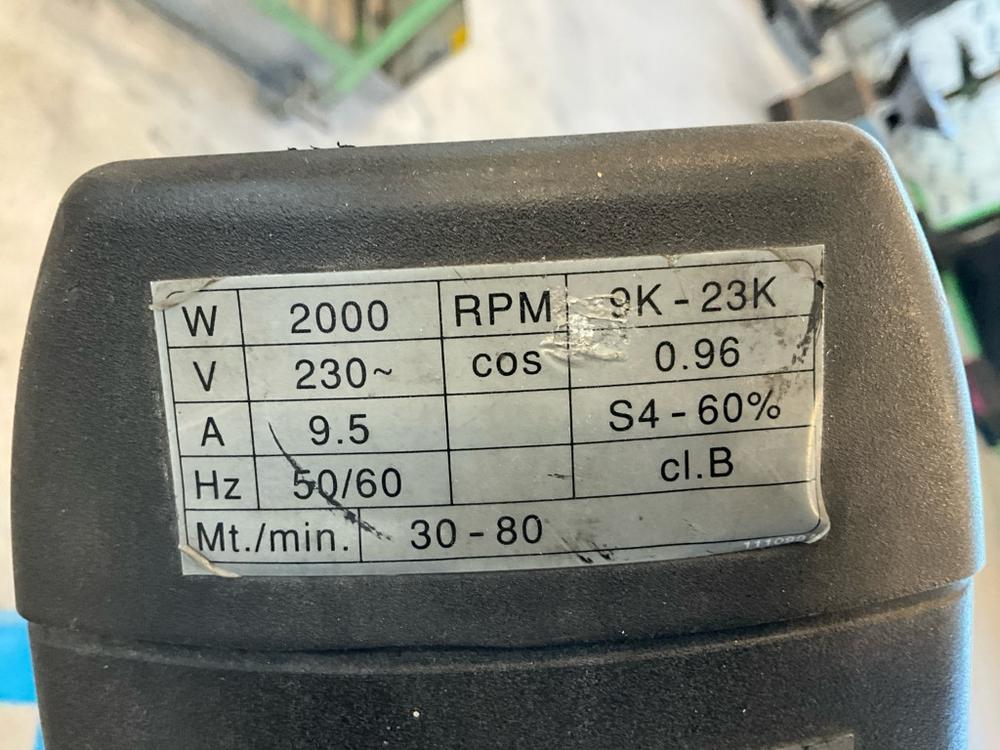 W 2000 RPM 9K - 23K
V 230~ cos 0.96
A 9.5 S4 - 60%
Hz 50/60 cl.B
Mt./min. 30 - 80